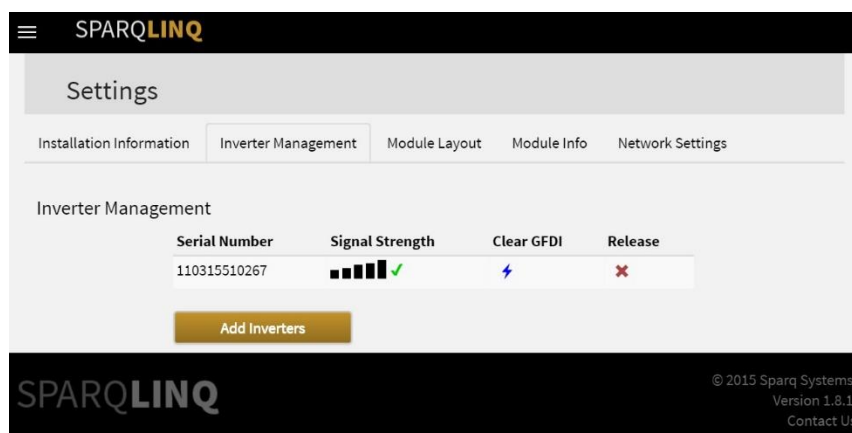 SPARQLINQ
Settings
Installation Information Inverter Management Module Layout Module Info Network Settings
Inverter Management
Serial Number Signal Strength Clear GFDI Release
110315510267
Add Inverters
SPARQLINQ
© 2015 Sparq Systems
Version 1.8.1
Contact Us